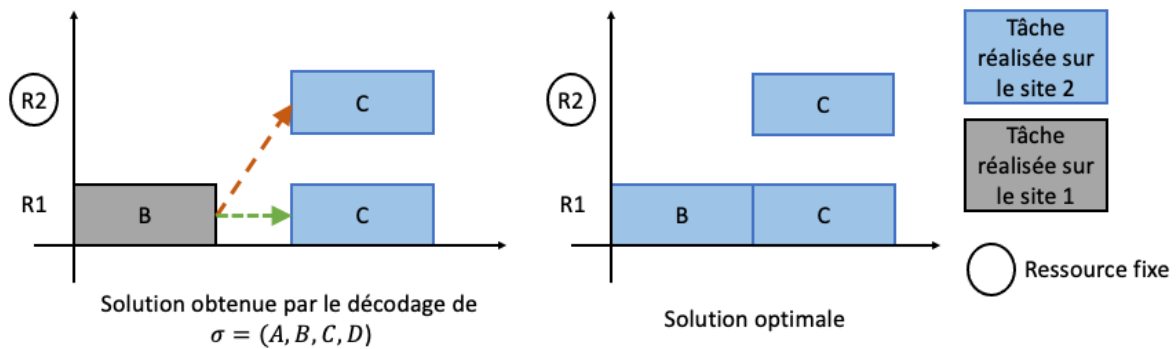 R2
C
R1
B
C
Solution obtenue par le décodage de
σ = (A, B, C, D)
R2
C
R1
B
C
Solution optimale
Tâche
réalisée sur
le site 2
Tâche
réalisée sur
le site 1
Ressource fixe